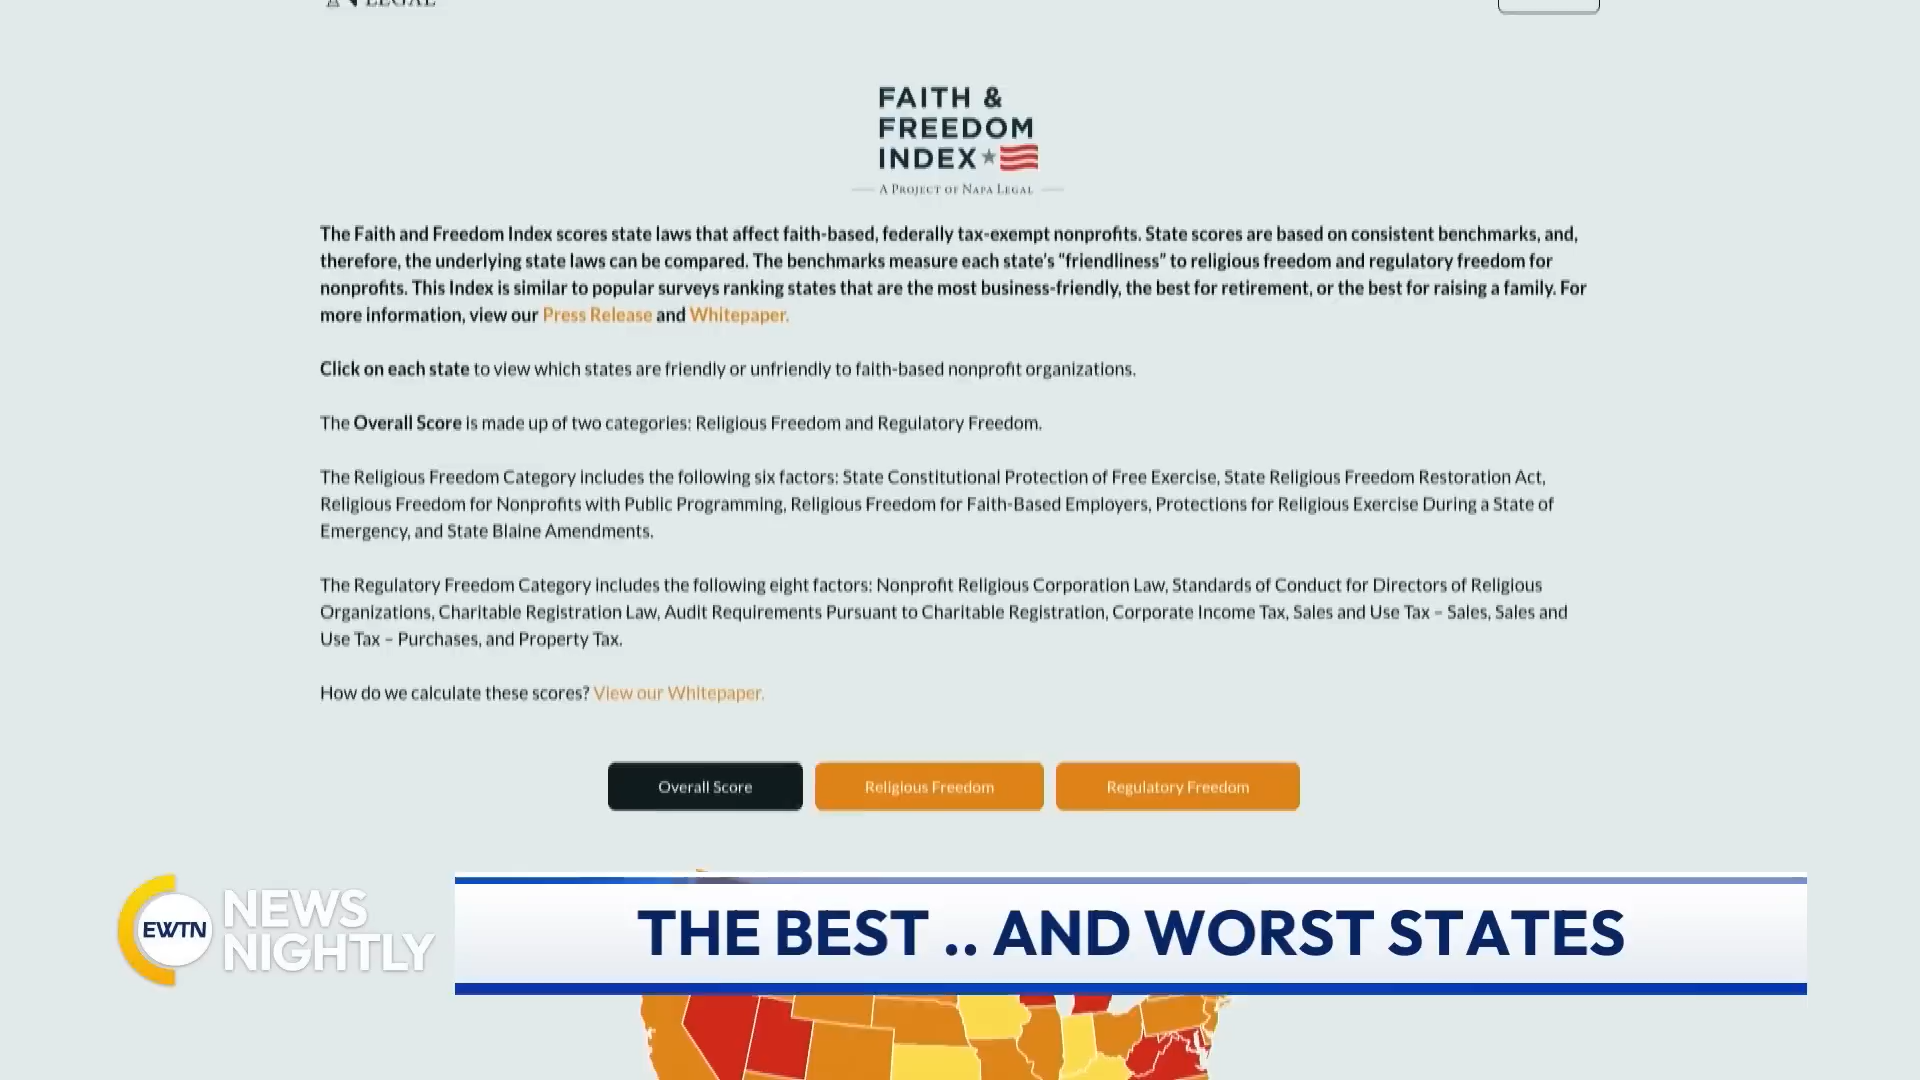 LEGAL
FAITH &
FREEDOM
INDEX
A PROJECT OF NAPA LEGAL
The Faith and Freedom Index scores state laws that affect faith-based, federally tax-exempt nonprofits. State scores are based on consistent benchmarks, and,
therefore, the underlying state laws can be compared. The benchmarks measure each state’s “friendliness” to religious freedom and regulatory freedom for
nonprofits. This Index is similar to popular surveys ranking states that are the most business-friendly, the best for retirement, or the best for raising a family. For
more information, view our Press Release and Whitepaper.
Click on each state to view which states are friendly or unfriendly to faith-based nonprofit organizations.
The Overall Score is made up of two categories: Religious Freedom and Regulatory Freedom.
The Religious Freedom Category includes the following six factors: State Constitutional Protection of Free Exercise, State Religious Freedom Restoration Act,
Religious Freedom for Nonprofits with Public Programming, Religious Freedom for Faith-Based Employers, Protections for Religious Exercise During a State of
Emergency, and State Blaine Amendments.
The Regulatory Freedom Category includes the following eight factors: Nonprofit Religious Corporation Law, Standards of Conduct for Directors of Religious
Organizations, Charitable Registration Law, Audit Requirements Pursuant to Charitable Registration, Corporate Income Tax, Sales and Use Tax – Sales, Sales and
Use Tax – Purchases, and Property Tax.
How do we calculate these scores? View our Whitepaper.
Overall Score
Religious Freedom
Regulatory Freedom
EWTN
NEWS
NIGHTLY
THE BEST .. AND WORST STATES